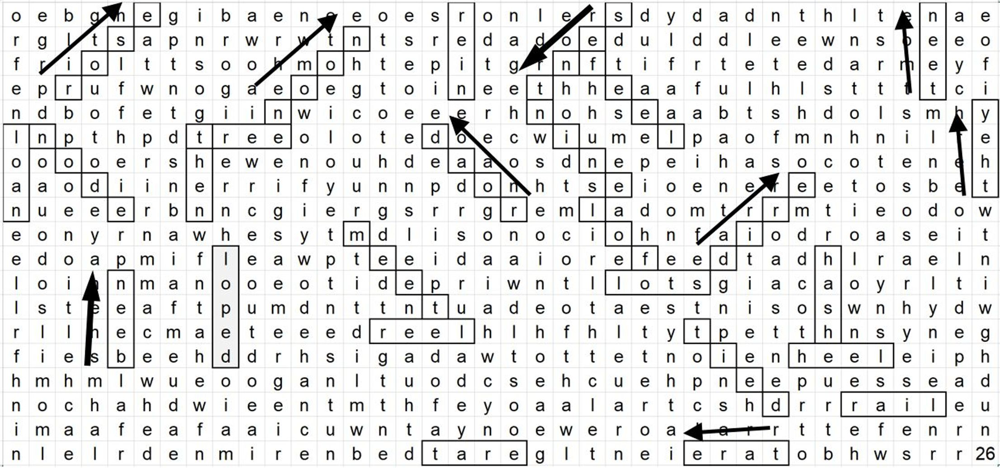 o e b g h e g i b a e n e o e s r o n l e r s d y d a d n t h l t e n a e
r g l t s a p n r w r w t n t s r e d a d o e d u l d d l e e w n s o e e o
f r i o l t t s o o h m o h t e p i t g r n f t i f r t e t e d a r m e y f
e p r u f w n o g a e o e g t o i n e e t h h e a a f u l h l s t t t t c i
n d b o f e t g i i n w i c o e e e r h n o h s e a a b t s h d o l s m h y
l n p t h p d t r e e o l o t e d o e c w i u m e l p a o f m n h n i l e
o o o o e r s h e w e n o u h d e a a o s d n e p e i h a s o c o t e n e h
a a o d i i n e r r i f y u n n p d o n h t s e i o e n e r e e t o s b e t
n u e e e r b n n c g i e r g s r r g r e m l a d o m t r r m t i e o d o w
e o n y r n a w h e s y t m d l i s o n o c i o h n f a i o d r o a s e i t
e d o a p m i f l e a w p t e e i d a a i o r e f e e d t a d h l r a e l n
l o i n n m a n o o e o t i d e p r i w n t l l o t s g i a c a o y r l t i
l s t e e a f t p u m d n t t n t u a d e o t a e s t n i s o s w n h y d w
r l l n e c m a e t e e e d r e e l h l h f h l t y t p e t t h n s y n e g
f i e s b e e h d d r h s i g a d a w t o t t e t n o i e n h e e l e i p h
h m h m l w u e o o g a n l t u o d c s e h c u e h p n e e p u e s s e a d
n o c h a h d w i e e n t m t h f e y o a a l a r t c s h d r r r a i l e u
i m a a f e a f a a i c u w n t a y n o e w e r o a a r r t t e f e n r n
n l e l r d e n m i r e n b e d t a r e g l t n e i e r a t o b h w s r r 26